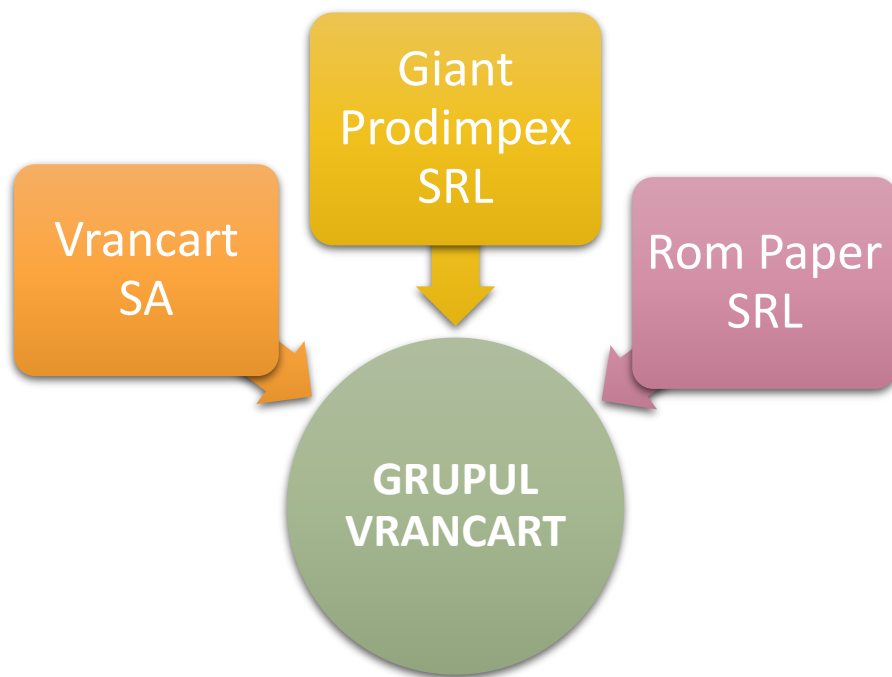 Giant
Prodimpex
SRL
Vrancart
SA
Rom Paper
SRL
GRUPUL
VRANCART